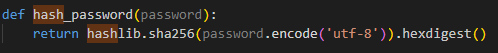 def hash_password(password):
    return hashlib.sha256(password.encode('utf-8')).hexdigest()